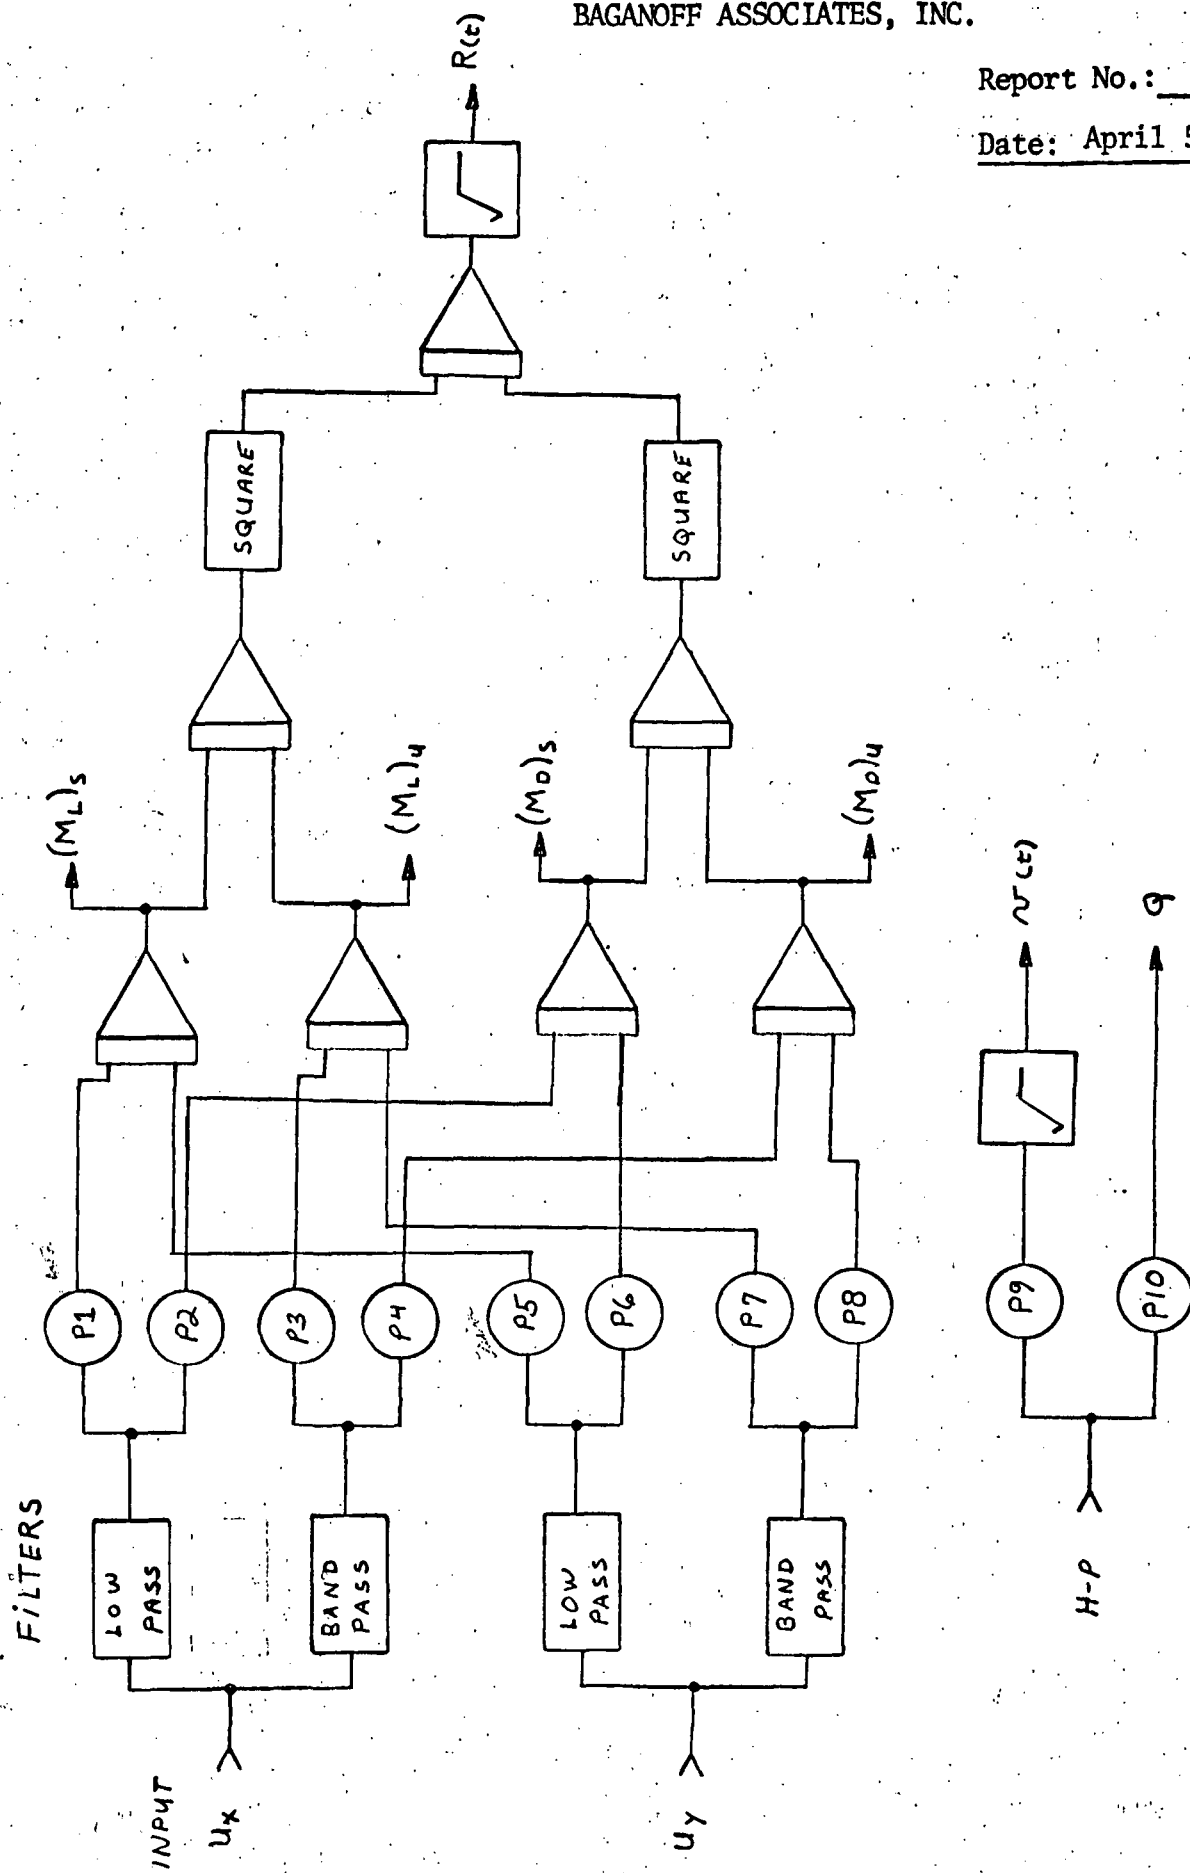 BAGANOFF ASSOCIATES, INC.
Report No.:
Date: April 5
R(t)
SQUARE
SQUARE
(ML)s
(ML)u
(MD)s
(MD)u
v(t)
Q
P1
P2
P3
P4
P5
P6
P7
P8
P9
P10
FILTERS
LOW
PASS
BAND
PASS
LOW
PASS
BAND
PASS
INPUT
Ux
Uy
H-P